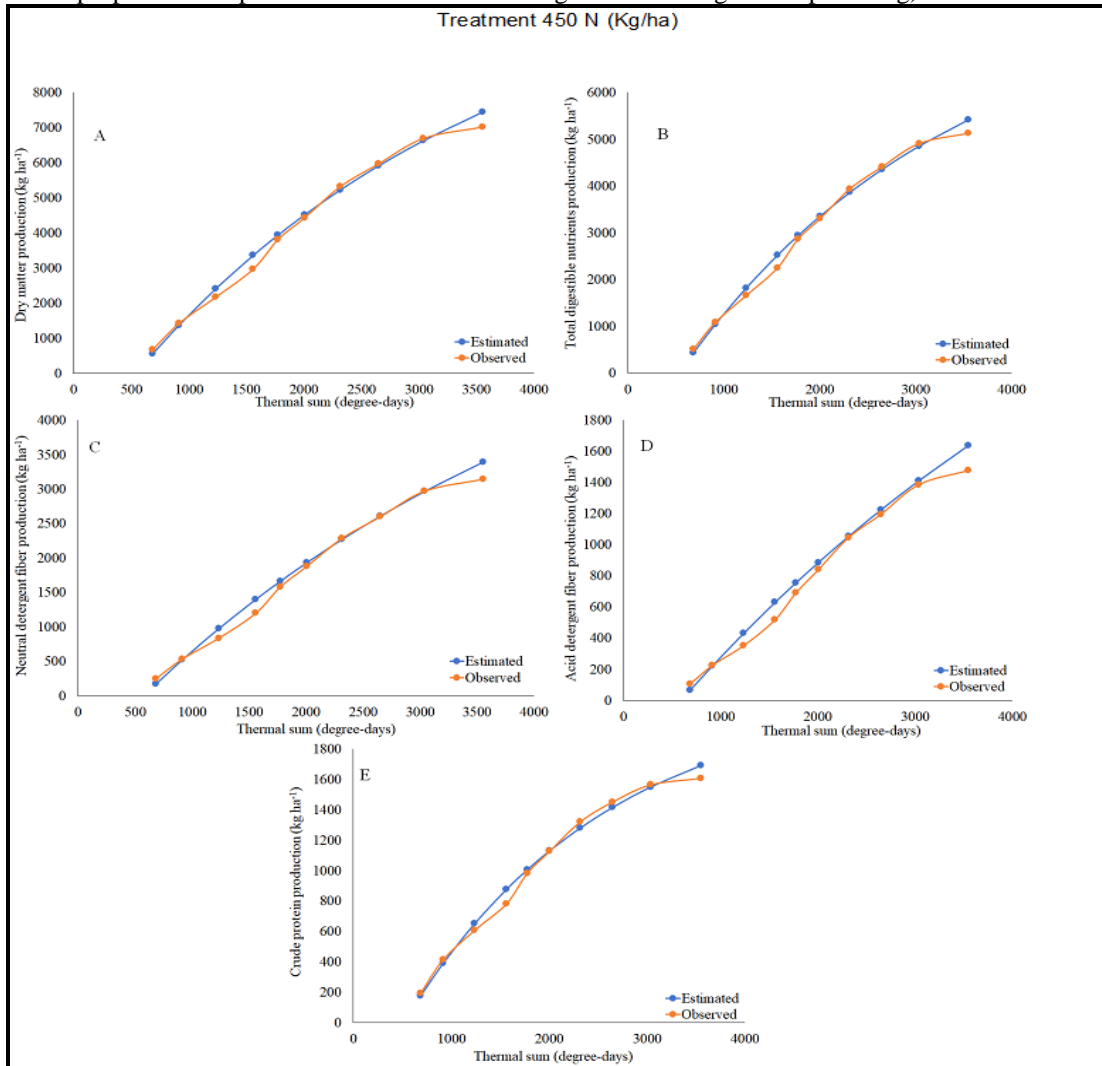 Treatment 450 N (Kg/ha)
A
Dry matter production (kg ha⁻¹)
8000
7000
6000
5000
4000
3000
2000
1000
0
0 500 1000 1500 2000 2500 3000 3500 4000
Thermal sum (degree-days)
Estimated
Observed
B
Total digestible nutrients production (kg ha⁻¹)
6000
5000
4000
3000
2000
1000
0
0 1000 2000 3000 4000
Thermal sum (degree-days)
Estimated
Observed
C
Neutral detergent fiber production (kg ha⁻¹)
4000
3500
3000
2500
2000
1500
1000
500
0
0 500 1000 1500 2000 2500 3000 3500 4000
Thermal sum (degree-days)
Estimated
Observed
D
Acid detergent fiber production (kg ha⁻¹)
1800
1600
1400
1200
1000
800
600
400
200
0
0 1000 2000 3000 4000
Thermal sum (degree-days)
Estimated
Observed
E
Crude protein production (kg ha⁻¹)
1800
1600
1400
1200
1000
800
600
400
200
0
0 1000 2000 3000 4000
Thermal sum (degree-days)
Estimated
Observed